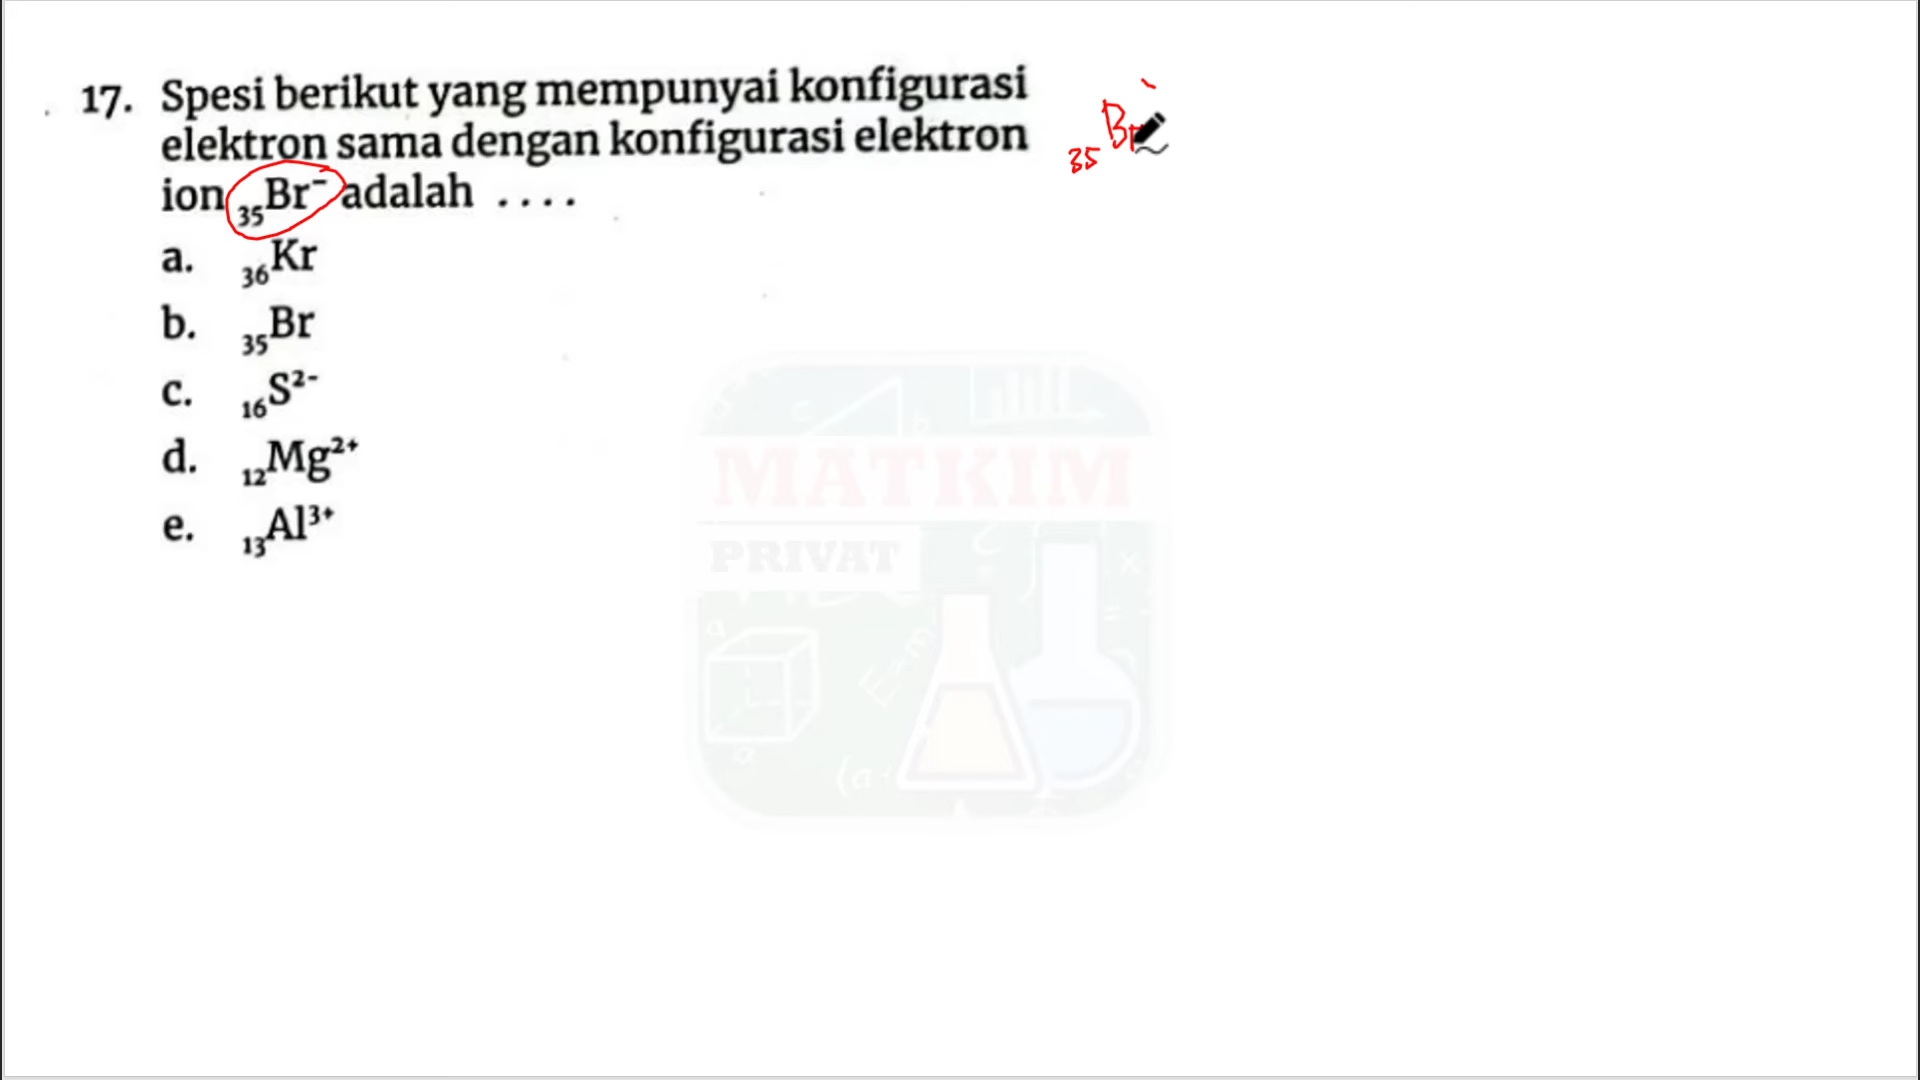 17. Spesi berikut yang mempunyai konfigurasi
elektron sama dengan konfigurasi elektron
ion ₃₅Br⁻ adalah ....
a. ₃₆Kr
b. ₃₅Br
c. ₁₆S²⁻
d. ₁₂Mg²⁺
e. ₁₃Al³⁺
₃₅Br⁻
MATKIM
PRIVAT